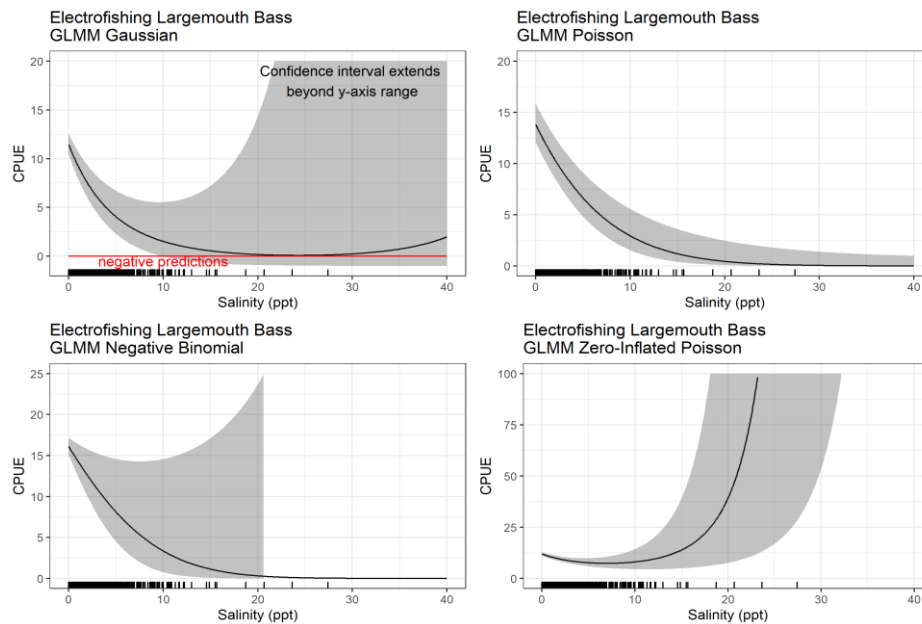 Electrofishing Largemouth Bass
GLMM Gaussian
20
15
10
5
0
CPUE
Confidence interval extends
beyond y-axis range
negative predictions
0
10
20
30
40
Salinity (ppt)
Electrofishing Largemouth Bass
GLMM Poisson
20
15
10
5
0
CPUE
0
10
20
30
40
Salinity (ppt)
Electrofishing Largemouth Bass
GLMM Negative Binomial
25
20
15
10
5
0
CPUE
0
10
20
30
40
Salinity (ppt)
Electrofishing Largemouth Bass
GLMM Zero-Inflated Poisson
100
75
50
25
0
CPUE
0
10
20
30
40
Salinity (ppt)